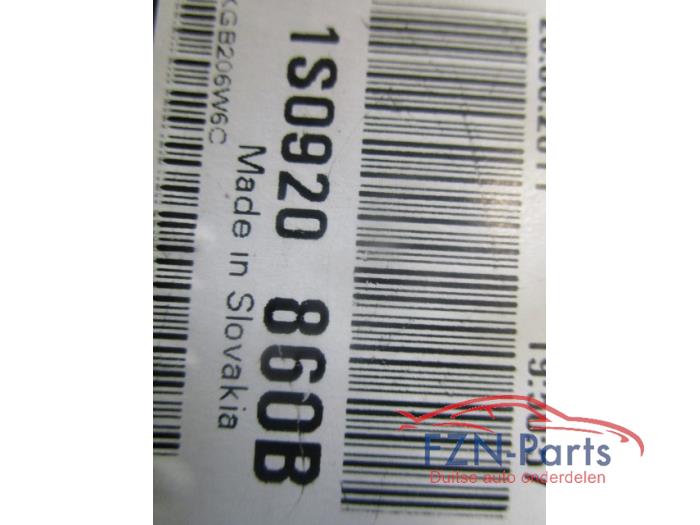 1S0920 860B
Made in Slovakia
KGB206W6C
FZN-Parts
Duitse auto onderdelen